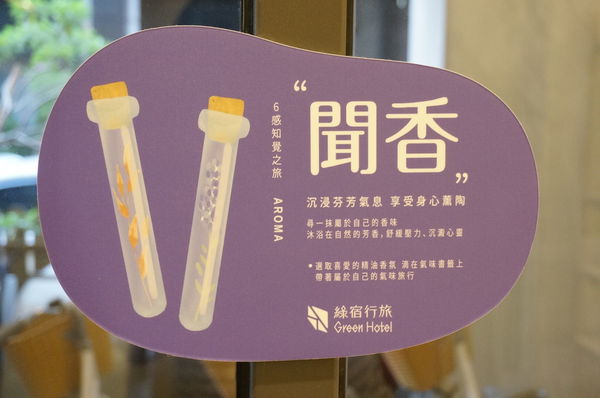 6感知覺之旅 AROMA
“聞香”
沉浸芬芳氣息 享受身心薰陶
尋一抹屬於自己的香味
沐浴在自然的芳香,舒緩壓力、沉澱心靈
*選取喜愛的精油香氛 滴在氣味書籤上
帶著屬於自己的氣味旅行
綠宿行旅
Green Hotel